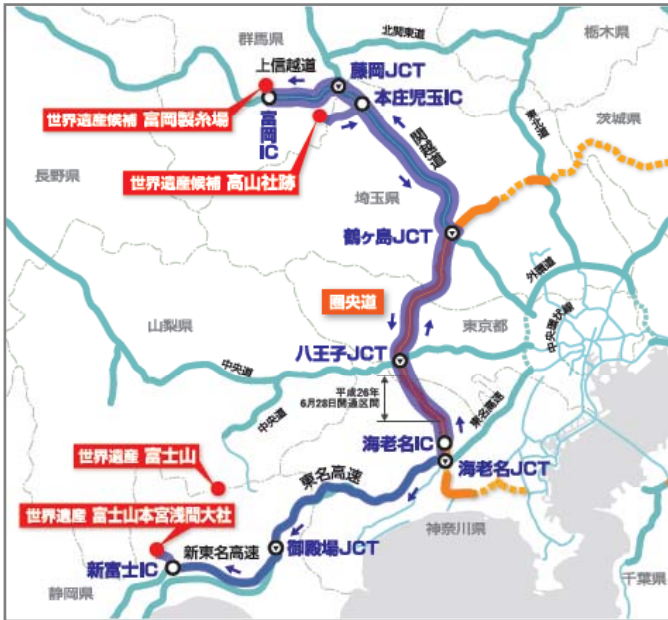 群馬県
北関東道
栃木県
上信越道
藤岡JCT
本庄児玉IC
世界遺産候補 富岡製糸場
富岡IC
東北道
茨城県
関越道
世界遺産候補 高山社跡
長野県
埼玉県
鶴ヶ島JCT
外環道
圏央道
山梨県
東京都
中央環状線
八王子JCT
中央道
平成26年
6月28日開通区間
中央道
東名高速
海老名IC
世界遺産 富士山
東名高速
海老名JCT
世界遺産 富士山本宮浅間大社
神奈川県
新東名高速
御殿場JCT
新富士IC
静岡県
千葉県